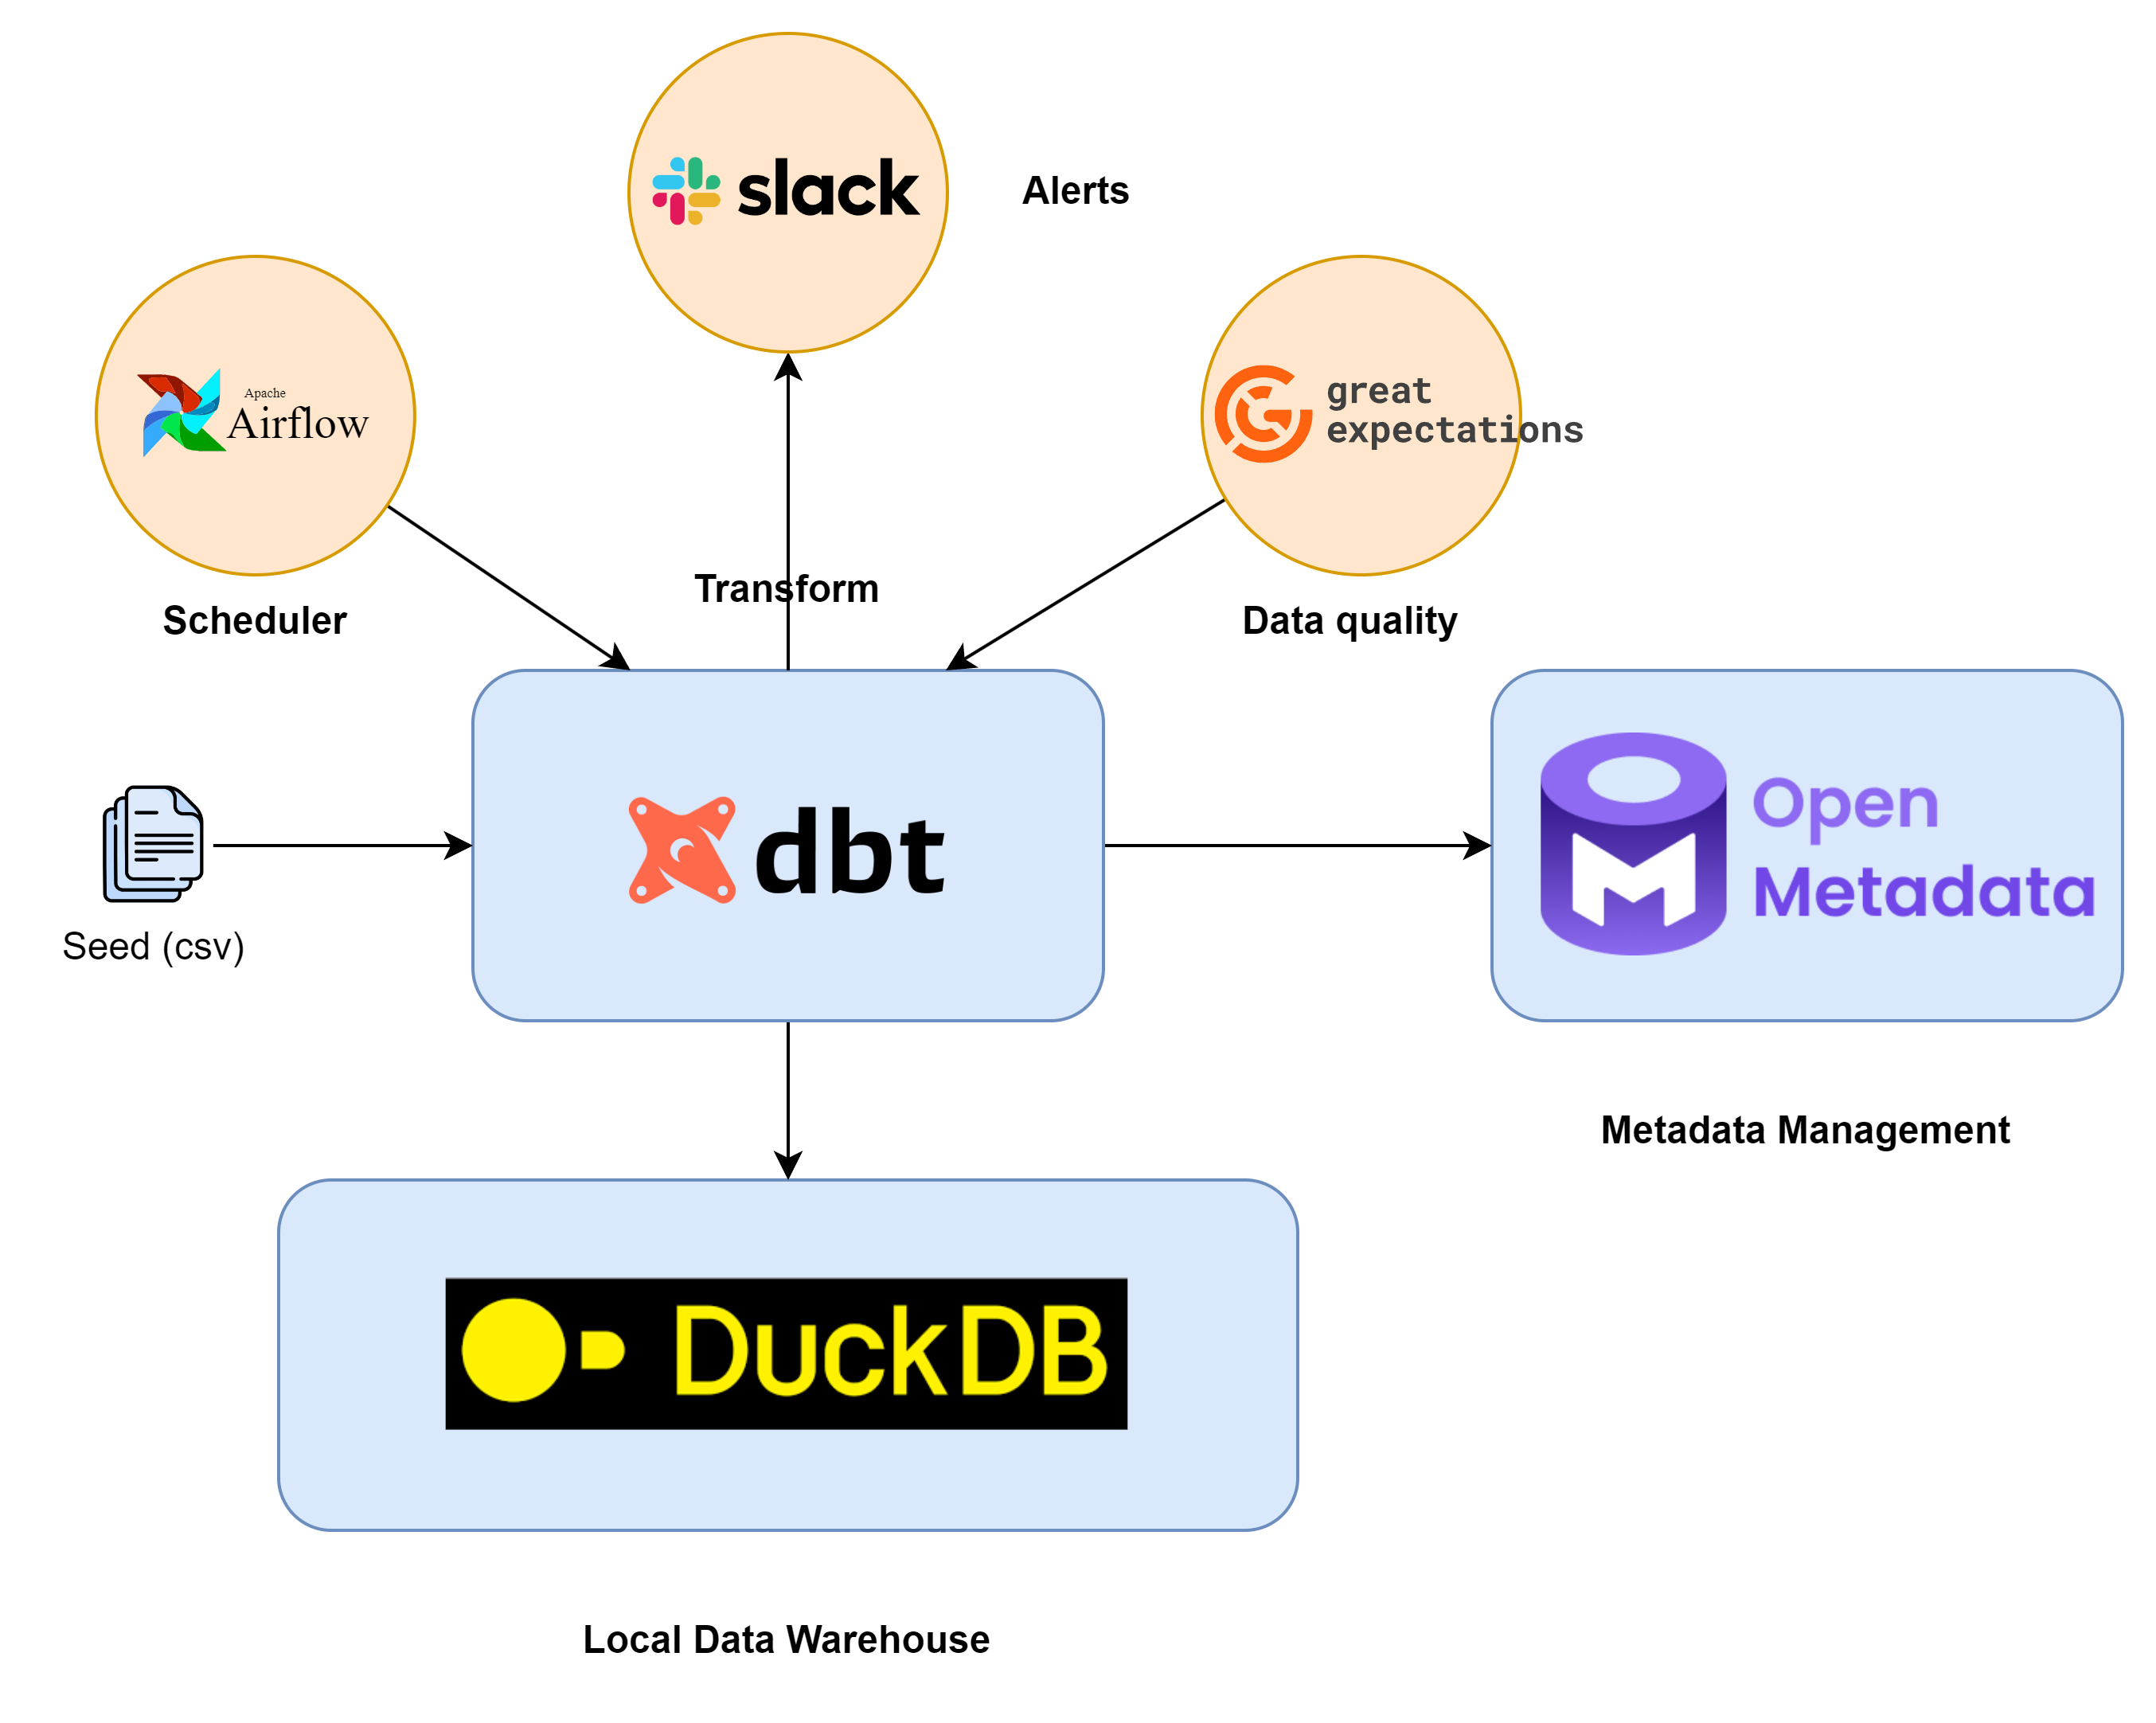 slack
Alerts
Apache
Airflow
great
expectations
Scheduler
Transform
Data quality
Seed (csv)
dbt
Open
Metadata
Metadata Management
DuckDB
Local Data Warehouse